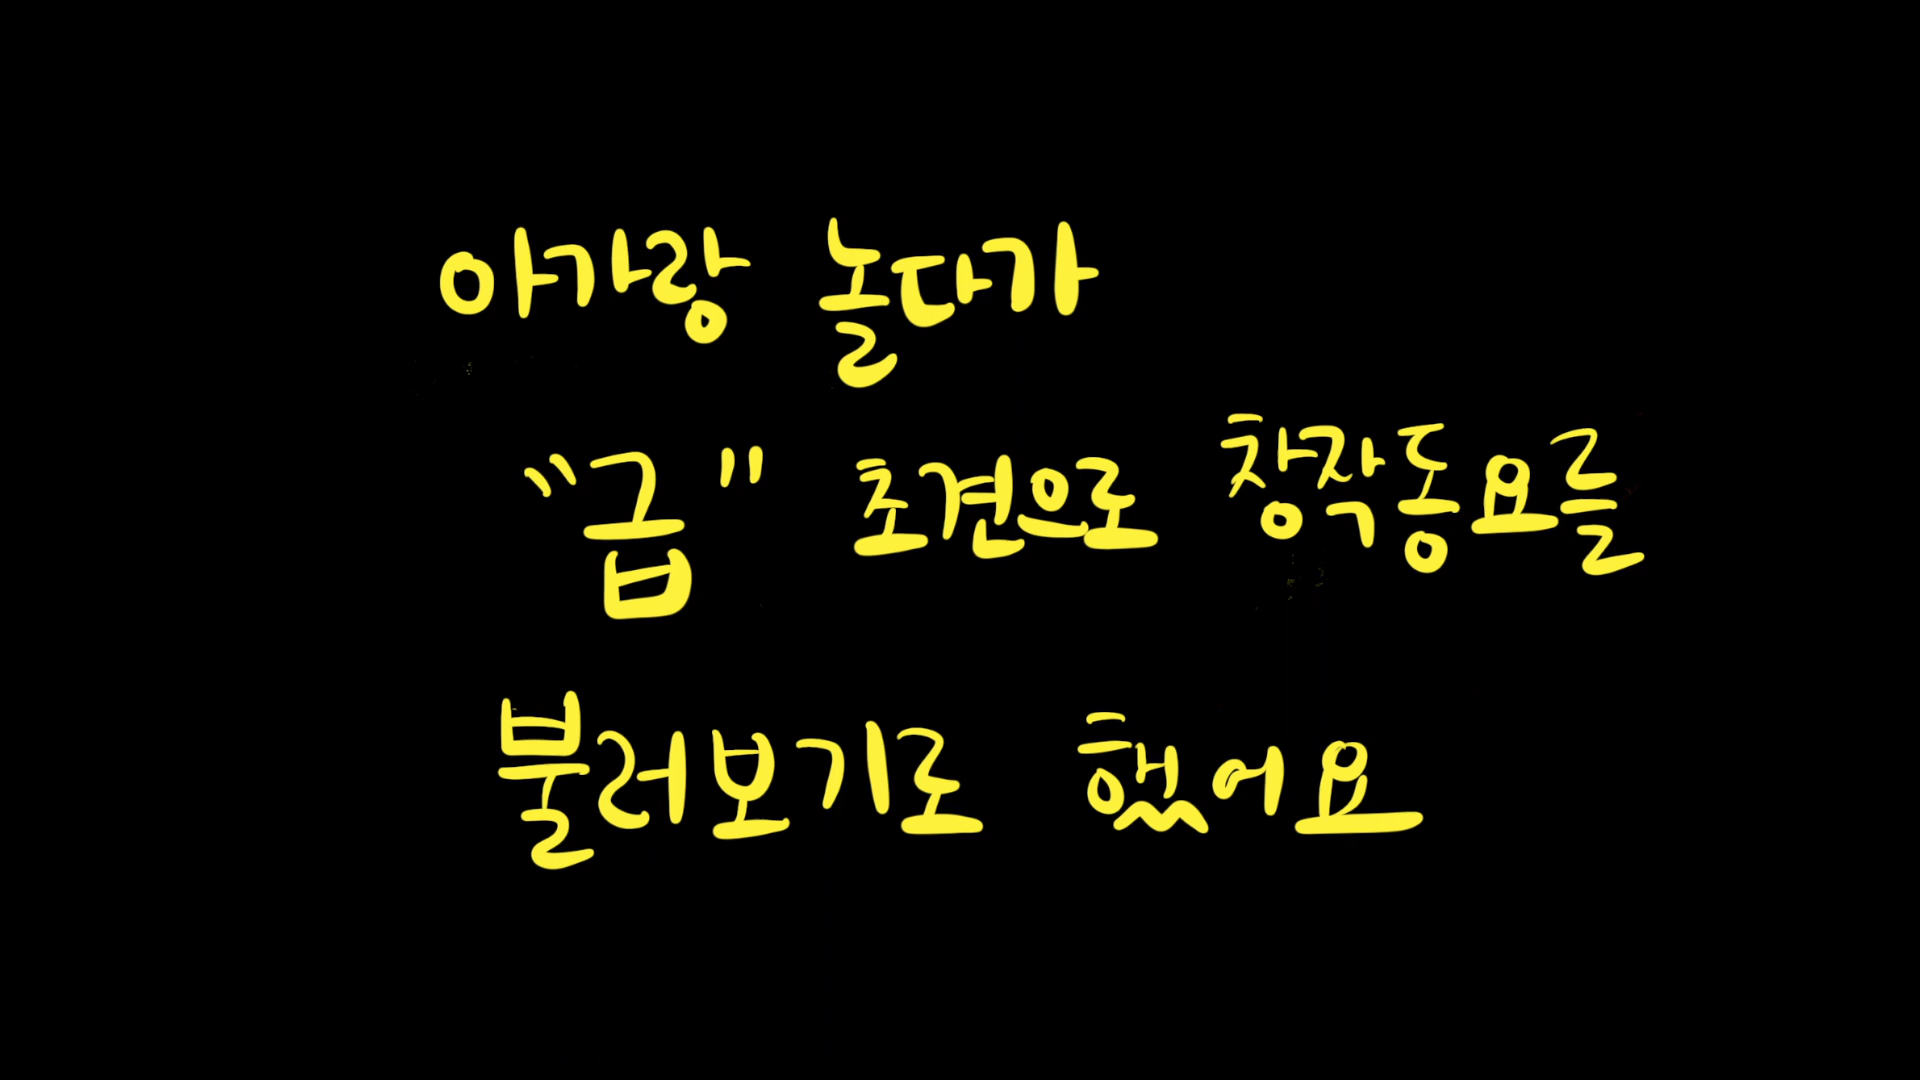 아가랑 놀다가
"급" 초견으로 창작동요를
불러보기로 했어요